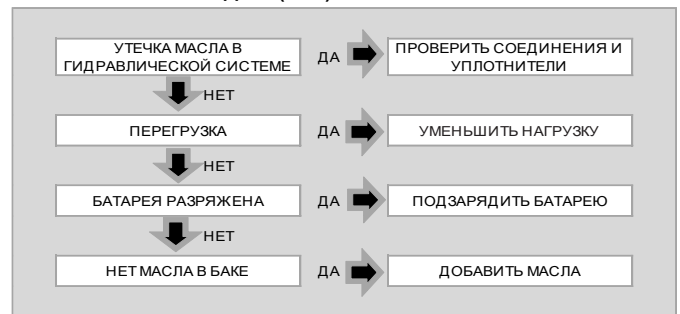 УТЕЧКА МАСЛА В
ГИДРАВЛИЧЕСКОЙ СИСТЕМЕ
ДА
ПРОВЕРИТЬ СОЕДИНЕНИЯ И
УПЛОТНИТЕЛИ
НЕТ
ПЕРЕГРУЗКА
ДА
УМЕНЬШИТЬ НАГРУЗКУ
НЕТ
БАТАРЕЯ РАЗРЯЖЕНА
ДА
ПОДЗАРЯДИТЬ БАТАРЕЮ
НЕТ
НЕТ МАСЛА В БАКЕ
ДА
ДОБАВИТЬ МАСЛА